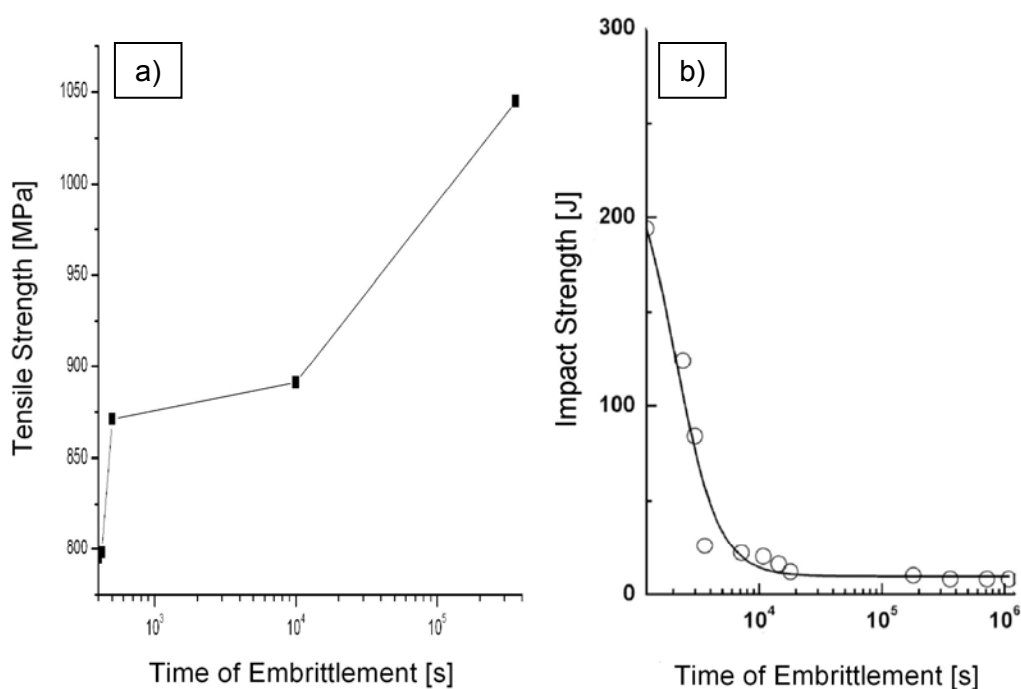 a)
Tensile Strength [MPa]
1050
1000
950
900
850
800
10³
10⁴
10⁵
Time of Embrittlement [s]
b)
Impact Strength [J]
300
200
100
0
10⁴
10⁵
10⁶
Time of Embrittlement [s]